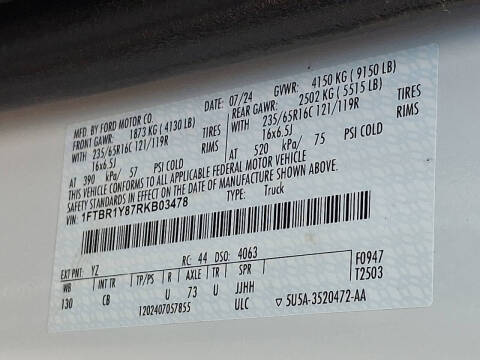 MFD. BY FORD MOTOR CO. DATE: 07/24 GVWR: 4150 KG ( 9150 LB)
FRONT GAWR: 1873 KG ( 4130 LB) REAR GAWR: 2502 KG ( 5515 LB)
WITH 235/65R16C 121/119R TIRES WITH 235/65R16C 121/119R TIRES
16x6.5J RIMS 16x6.5J RIMS
AT 390 kPa/ 57 PSI COLD AT 520 kPa/ 75 PSI COLD
THIS VEHICLE CONFORMS TO ALL APPLICABLE FEDERAL MOTOR VEHICLE
SAFETY STANDARDS IN EFFECT ON THE DATE OF MANUFACTURE SHOWN ABOVE.
VIN: 1FTBR1Y87RKB03478 TYPE: Truck
EXT PNT: YZ RC: 44 DSO: 4063 F0947
WB INT TR TP/PS R AXLE TR SPR T2503
130 CB U 73 U JJHH
1202407057855 ULC 5U5A-3520472-AA